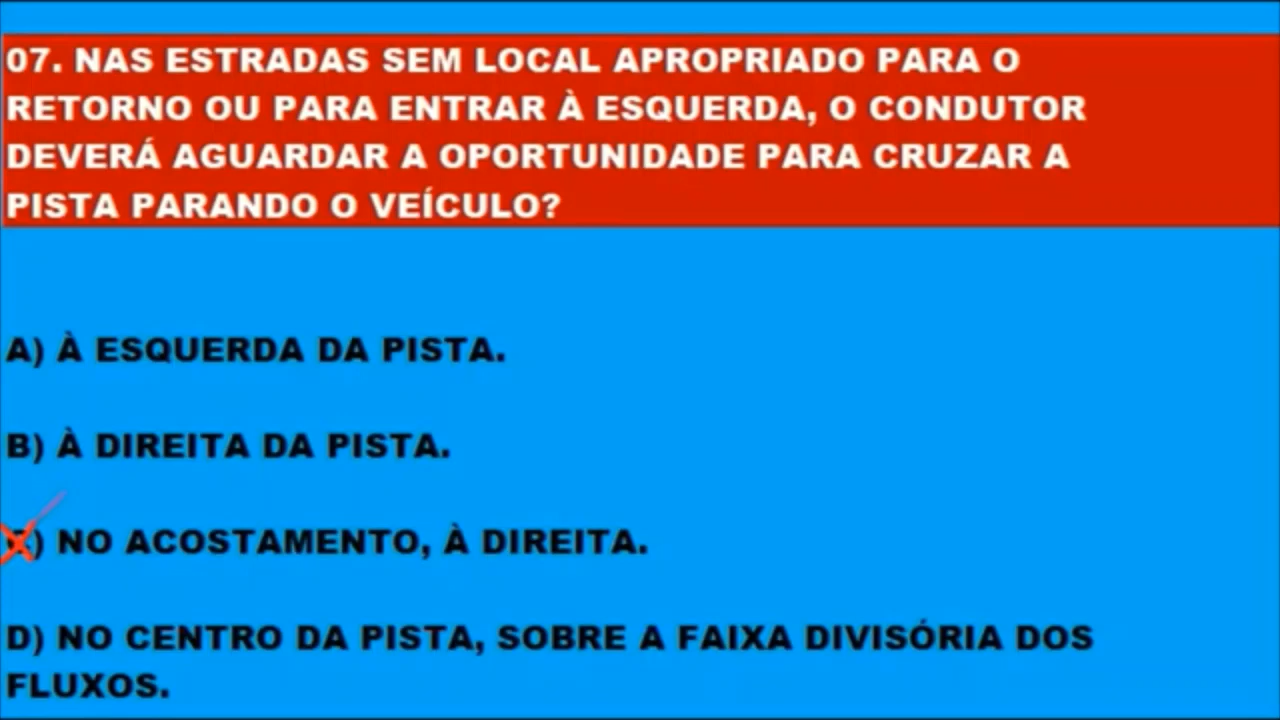 07. NAS ESTRADAS SEM LOCAL APROPRIADO PARA O
RETORNO OU PARA ENTRAR À ESQUERDA, O CONDUTOR
DEVERÁ AGUARDAR A OPORTUNIDADE PARA CRUZAR A
PISTA PARANDO O VEÍCULO?
A) À ESQUERDA DA PISTA.
B) À DIREITA DA PISTA.
C) NO ACOSTAMENTO, À DIREITA.
D) NO CENTRO DA PISTA, SOBRE A FAIXA DIVISÓRIA DOS
FLUXOS.